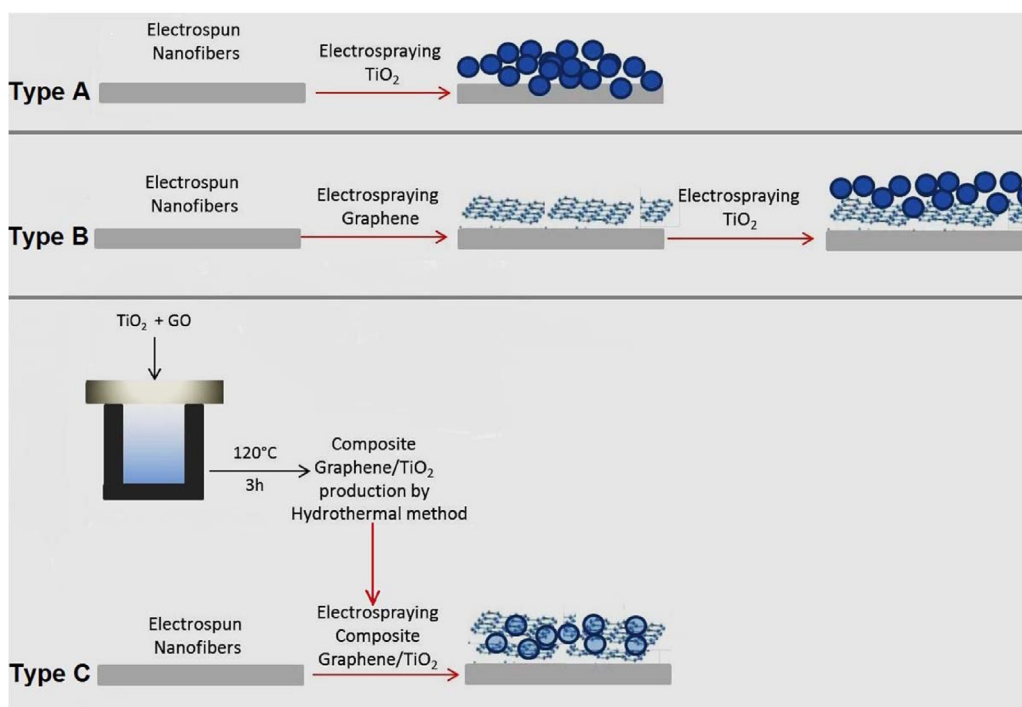 Electrospun
Nanofibers
Electrospraying
TiO₂
Type A
Electrospun
Nanofibers
Electrospraying
Graphene
Electrospraying
TiO₂
Type B
TiO₂ + GO
120°C
3h
Composite
Graphene/TiO₂
production by
Hydrothermal method
Electrospun
Nanofibers
Electrospraying
Composite
Graphene/TiO₂
Type C